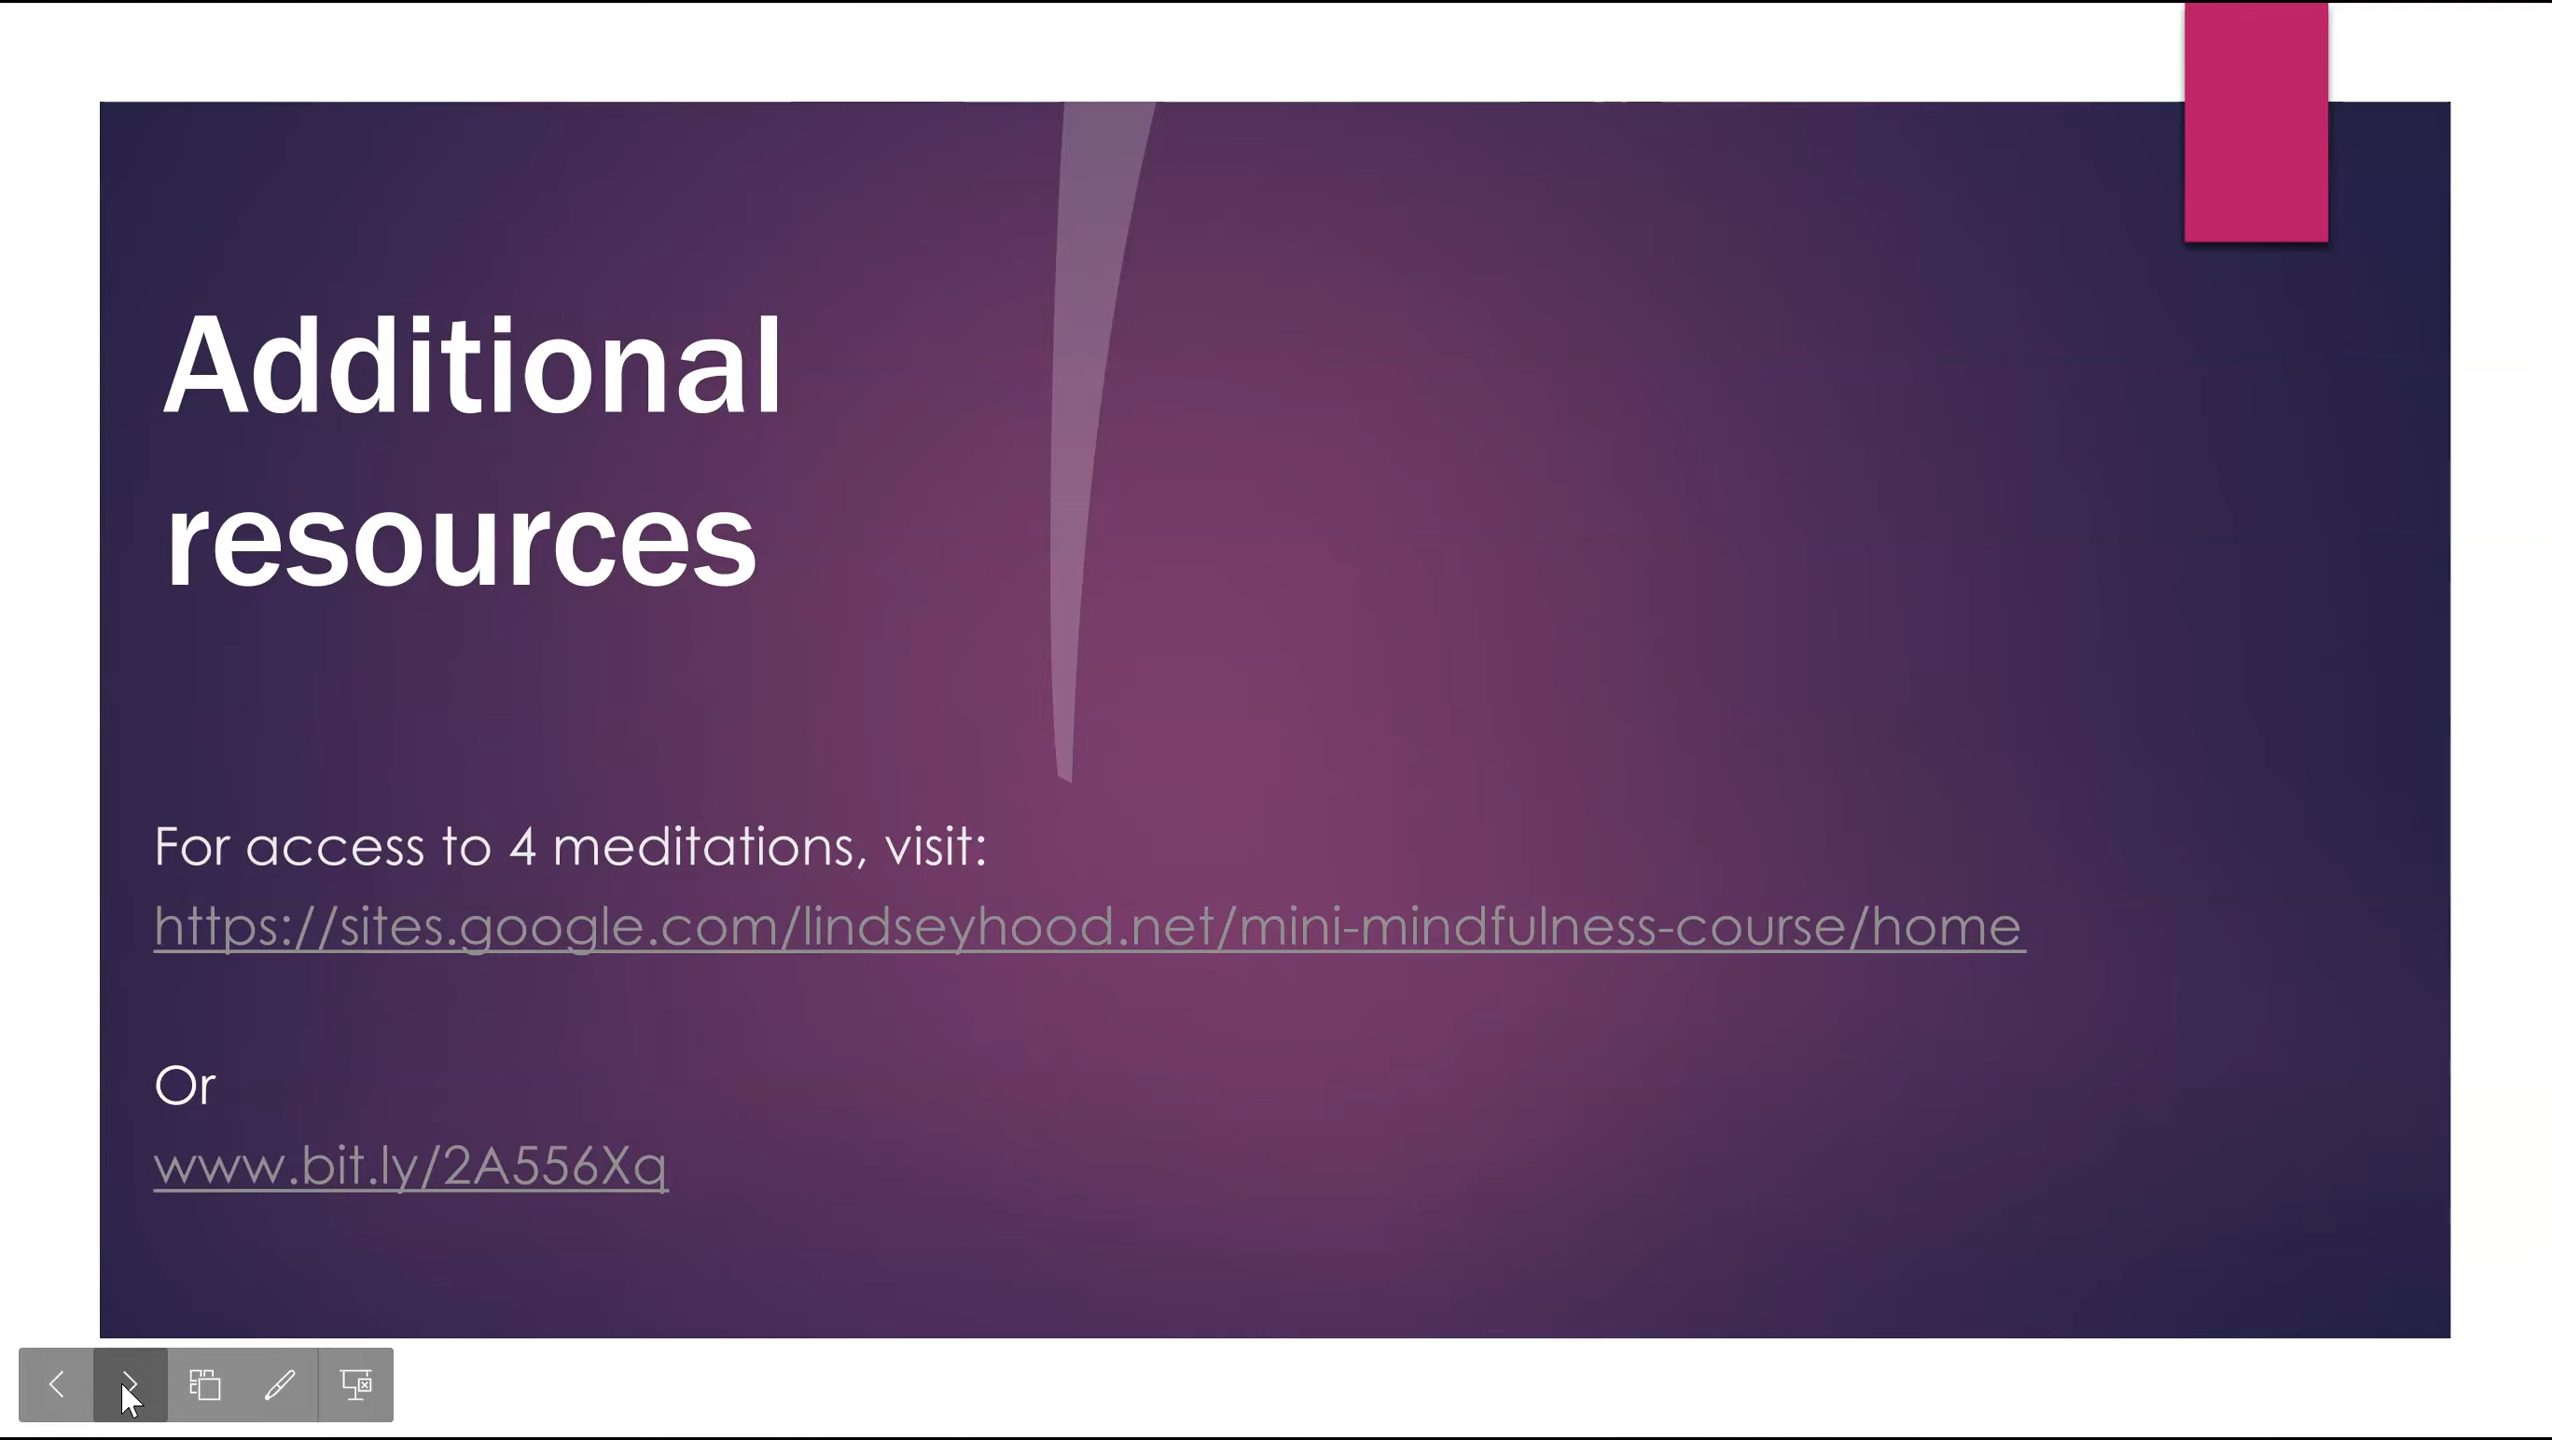 Additional
resources
For access to 4 meditations, visit:
https://sites.google.com/lindseyhood.net/mini-mindfulness-course/home
Or
www.bit.ly/2A556Xq